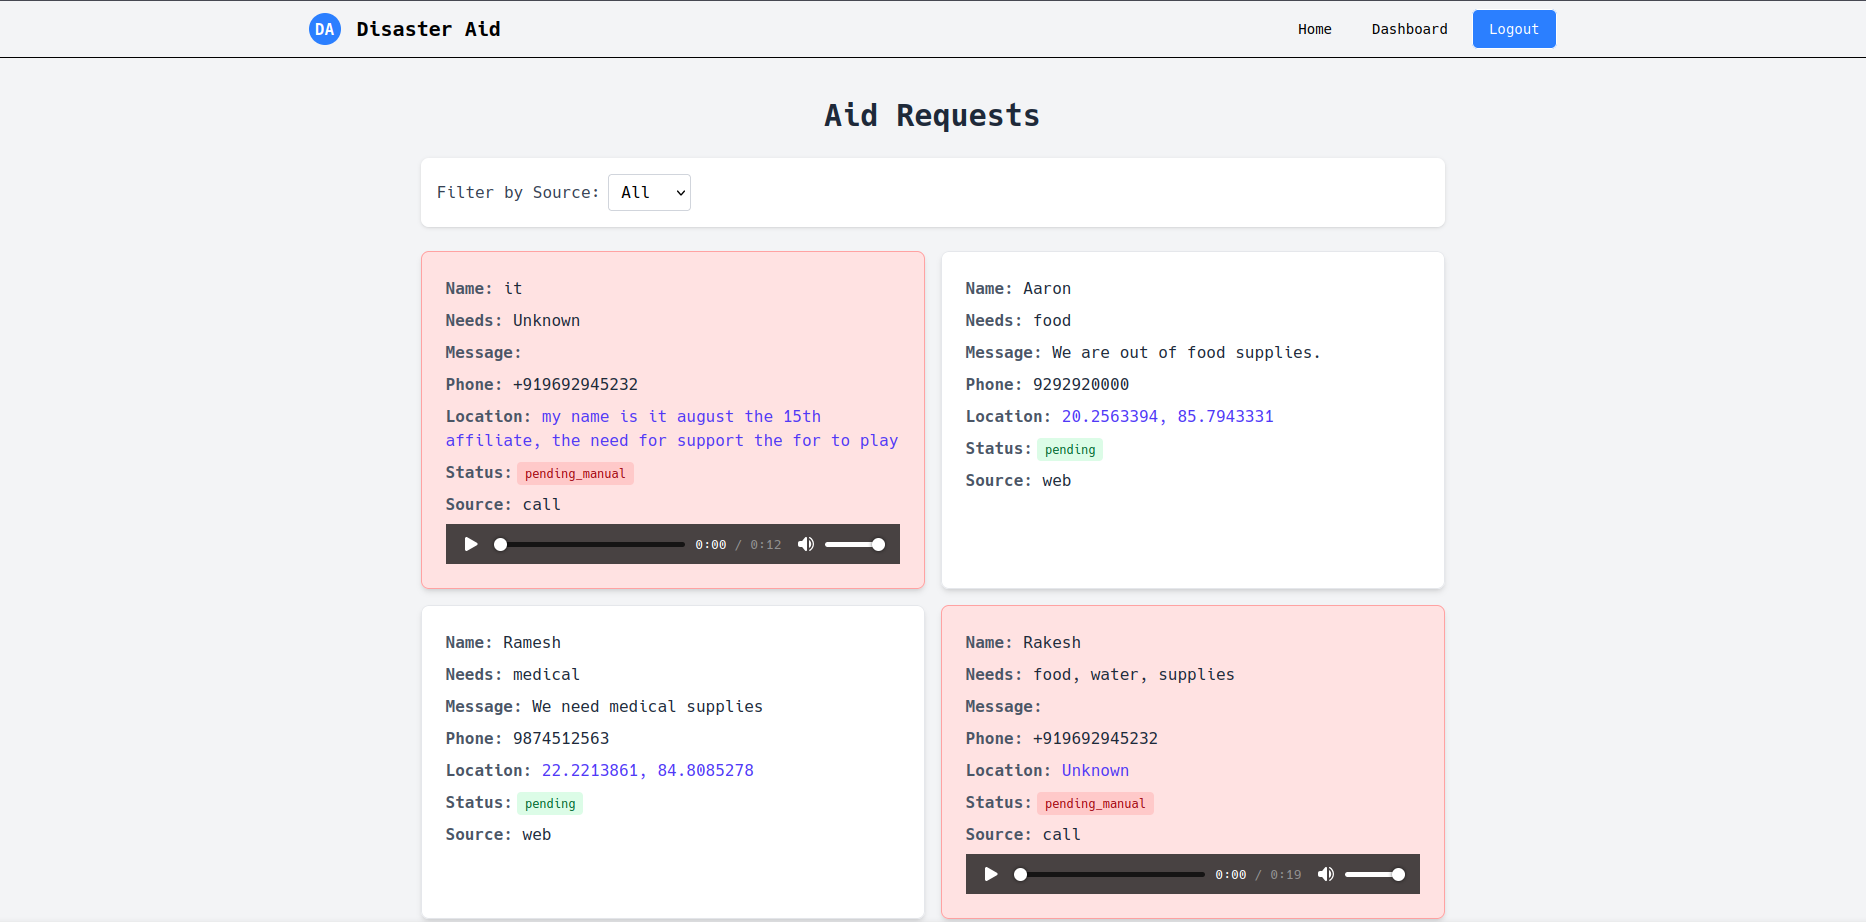 DA Disaster Aid
Home Dashboard Logout
Aid Requests
Filter by Source: All
Name: it
Needs: Unknown
Message:
Phone: +919692945232
Location: my name is it august the 15th
affiliate, the need for support the for to play
Status: pending_manual
Source: call
0:00 / 0:12
Name: Aaron
Needs: food
Message: We are out of food supplies.
Phone: 9292920000
Location: 20.2563394, 85.7943331
Status: pending
Source: web
Name: Ramesh
Needs: medical
Message: We need medical supplies
Phone: 9874512563
Location: 22.2213861, 84.8085278
Status: pending
Source: web
Name: Rakesh
Needs: food, water, supplies
Message:
Phone: +919692945232
Location: Unknown
Status: pending_manual
Source: call
0:00 / 0:19